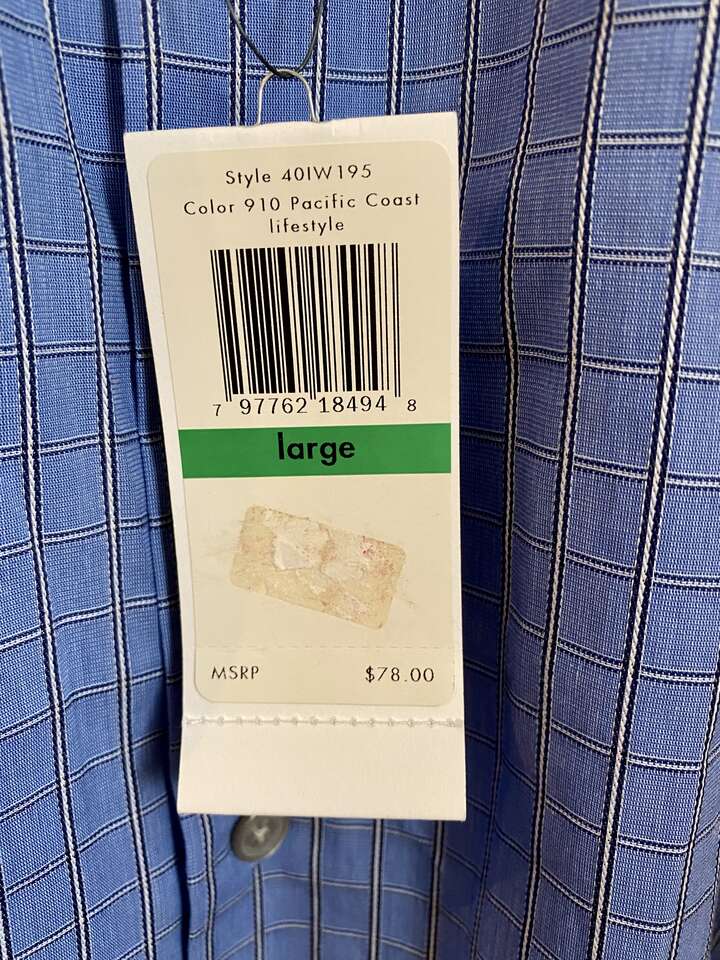 Style 40IW195
Color 910 Pacific Coast
lifestyle
7 97762 18494 8
large
MSRP $78.00